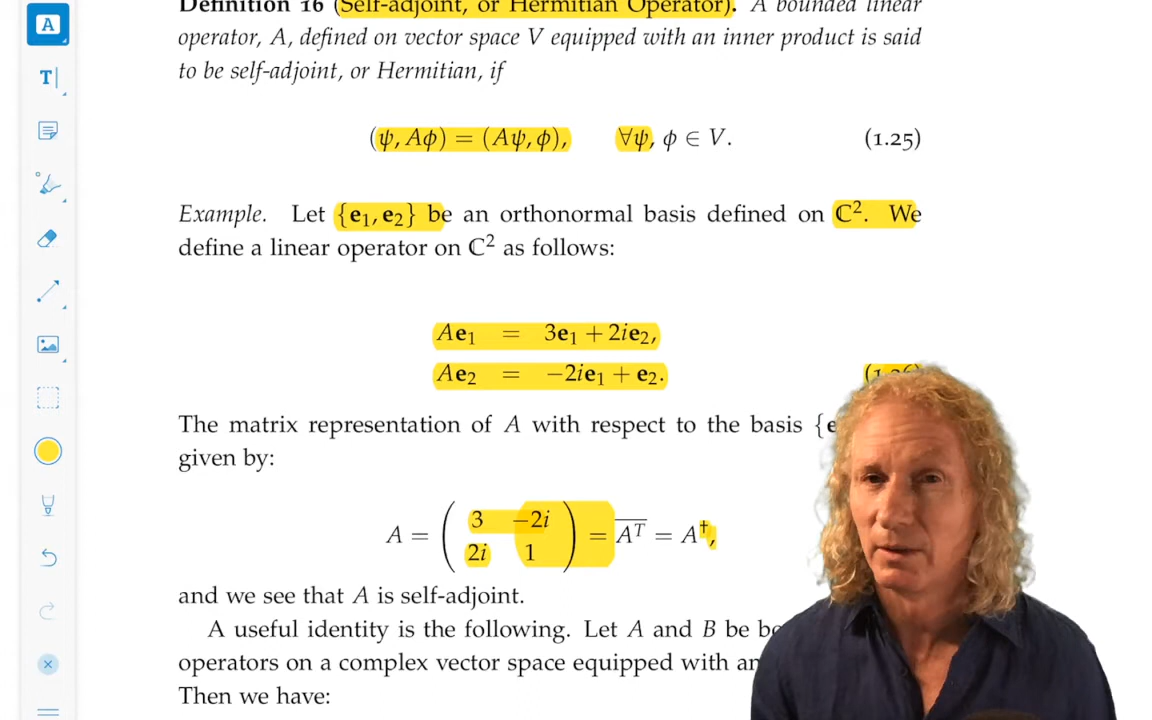 A
T|
Definition 16 (Self-adjoint, or Hermitian Operator). A bounded linear
operator, A, defined on vector space V equipped with an inner product is said
to be self-adjoint, or Hermitian, if
(ψ, Aϕ) = (Aψ, ϕ), ∀ψ, ϕ ∈ V. (1.25)
Example. Let {e₁, e₂} be an orthonormal basis defined on ℂ². We
define a linear operator on ℂ² as follows:
Ae₁ = 3e₁ + 2ie₂,
Ae₂ = −2ie₁ + e₂. (1.26)
The matrix representation of A with respect to the basis {e
given by:
A = ( 3 −2i
2i 1 ) = \overline{Aᵀ} = A†,
and we see that A is self-adjoint.
A useful identity is the following. Let A and B be bo
operators on a complex vector space equipped with an
Then we have: